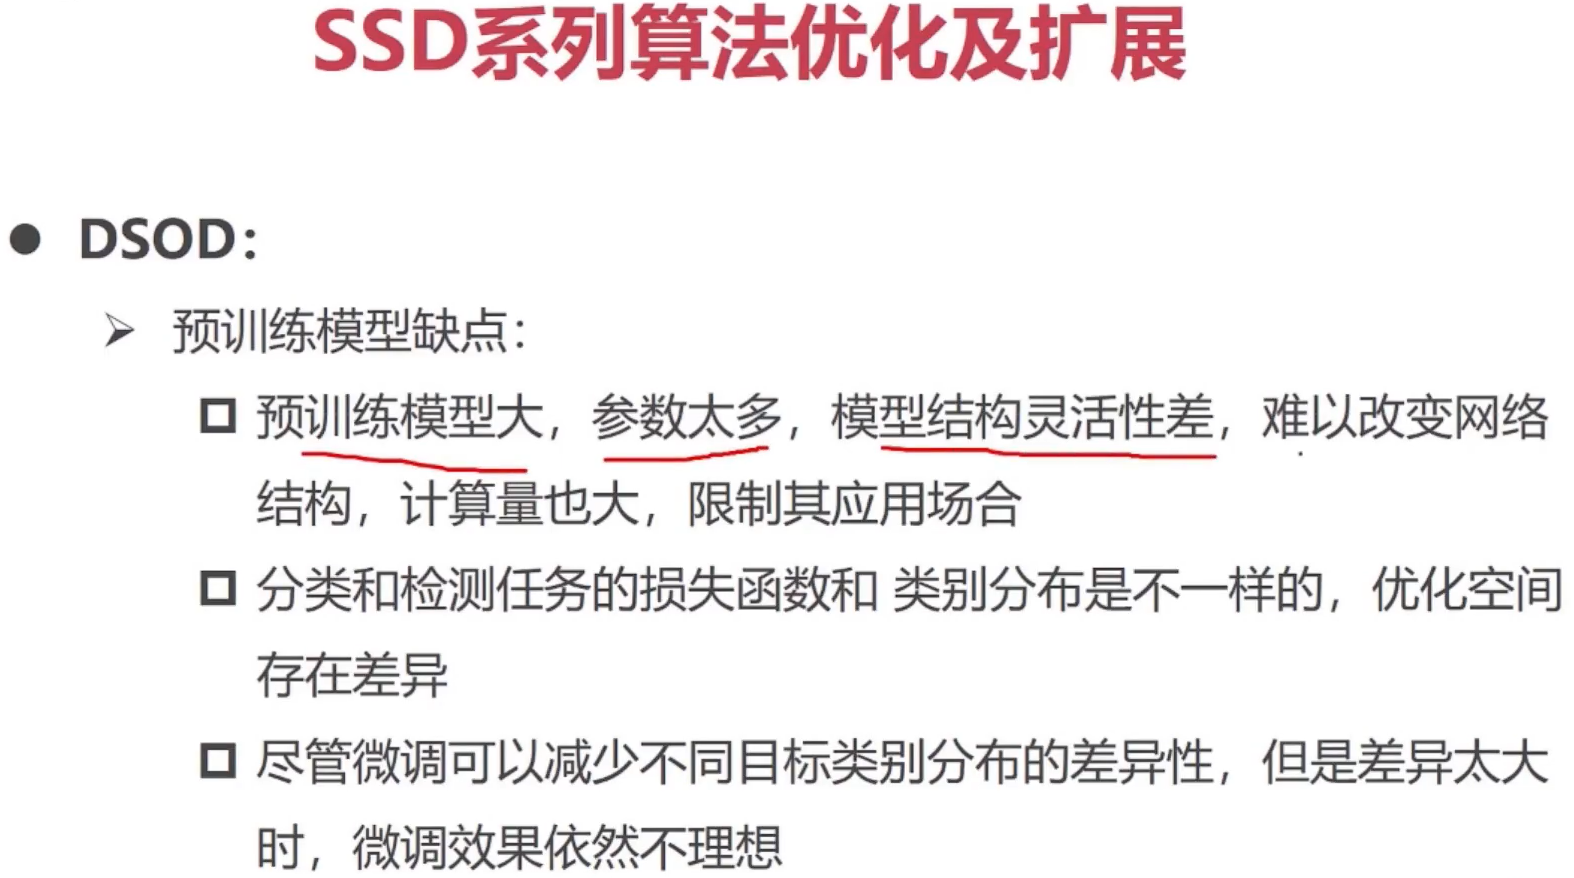 SSD系列算法优化及扩展
DSOD：
预训练模型缺点：
预训练模型大，参数太多，模型结构灵活性差，难以改变网络
结构，计算量也大，限制其应用场合
分类和检测任务的损失函数和 类别分布是不一样的，优化空间
存在差异
尽管微调可以减少不同目标类别分布的差异性，但是差异太大
时，微调效果依然不理想